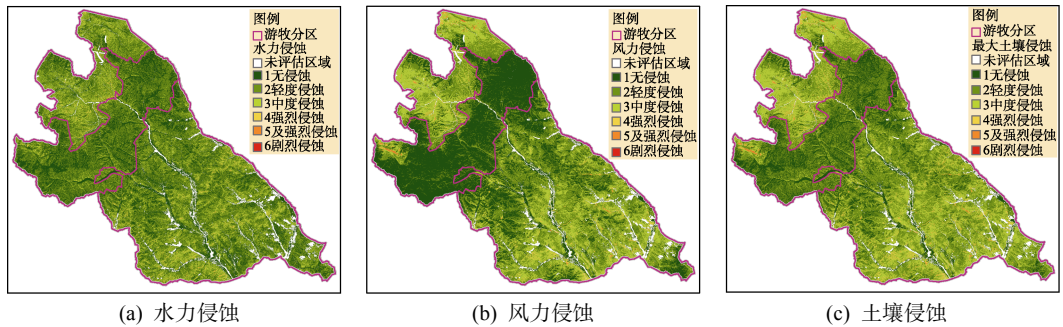 图例
游牧分区
水力侵蚀
未评估区域
1无侵蚀
2轻度侵蚀
3中度侵蚀
4强烈侵蚀
5及强烈侵蚀
6剧烈侵蚀
(a) 水力侵蚀
图例
游牧分区
风力侵蚀
未评估区域
1无侵蚀
2轻度侵蚀
3中度侵蚀
4强烈侵蚀
5及强烈侵蚀
6剧烈侵蚀
(b) 风力侵蚀
图例
游牧分区
最大土壤侵蚀
未评估区域
1无侵蚀
2轻度侵蚀
3中度侵蚀
4强烈侵蚀
5及强烈侵蚀
6剧烈侵蚀
(c) 土壤侵蚀